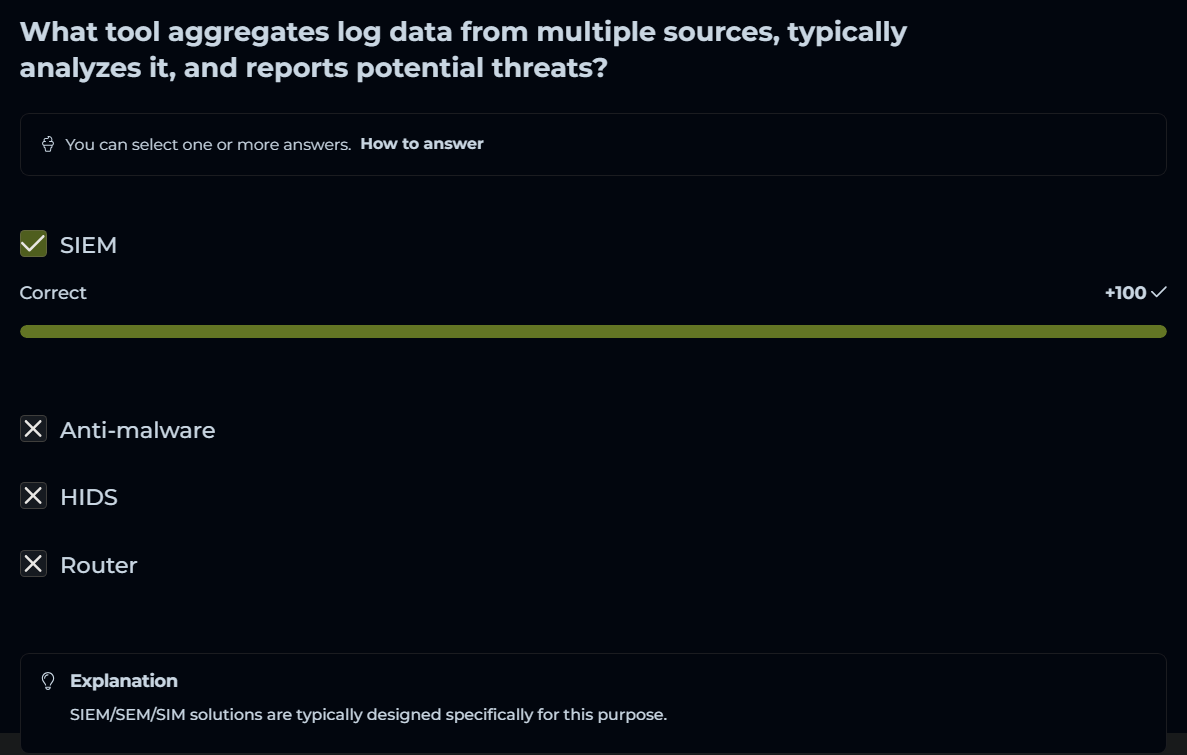 What tool aggregates log data from multiple sources, typically
analyzes it, and reports potential threats?
You can select one or more answers. How to answer
SIEM
Correct +100
Anti-malware
HIDS
Router
Explanation
SIEM/SEM/SIM solutions are typically designed specifically for this purpose.